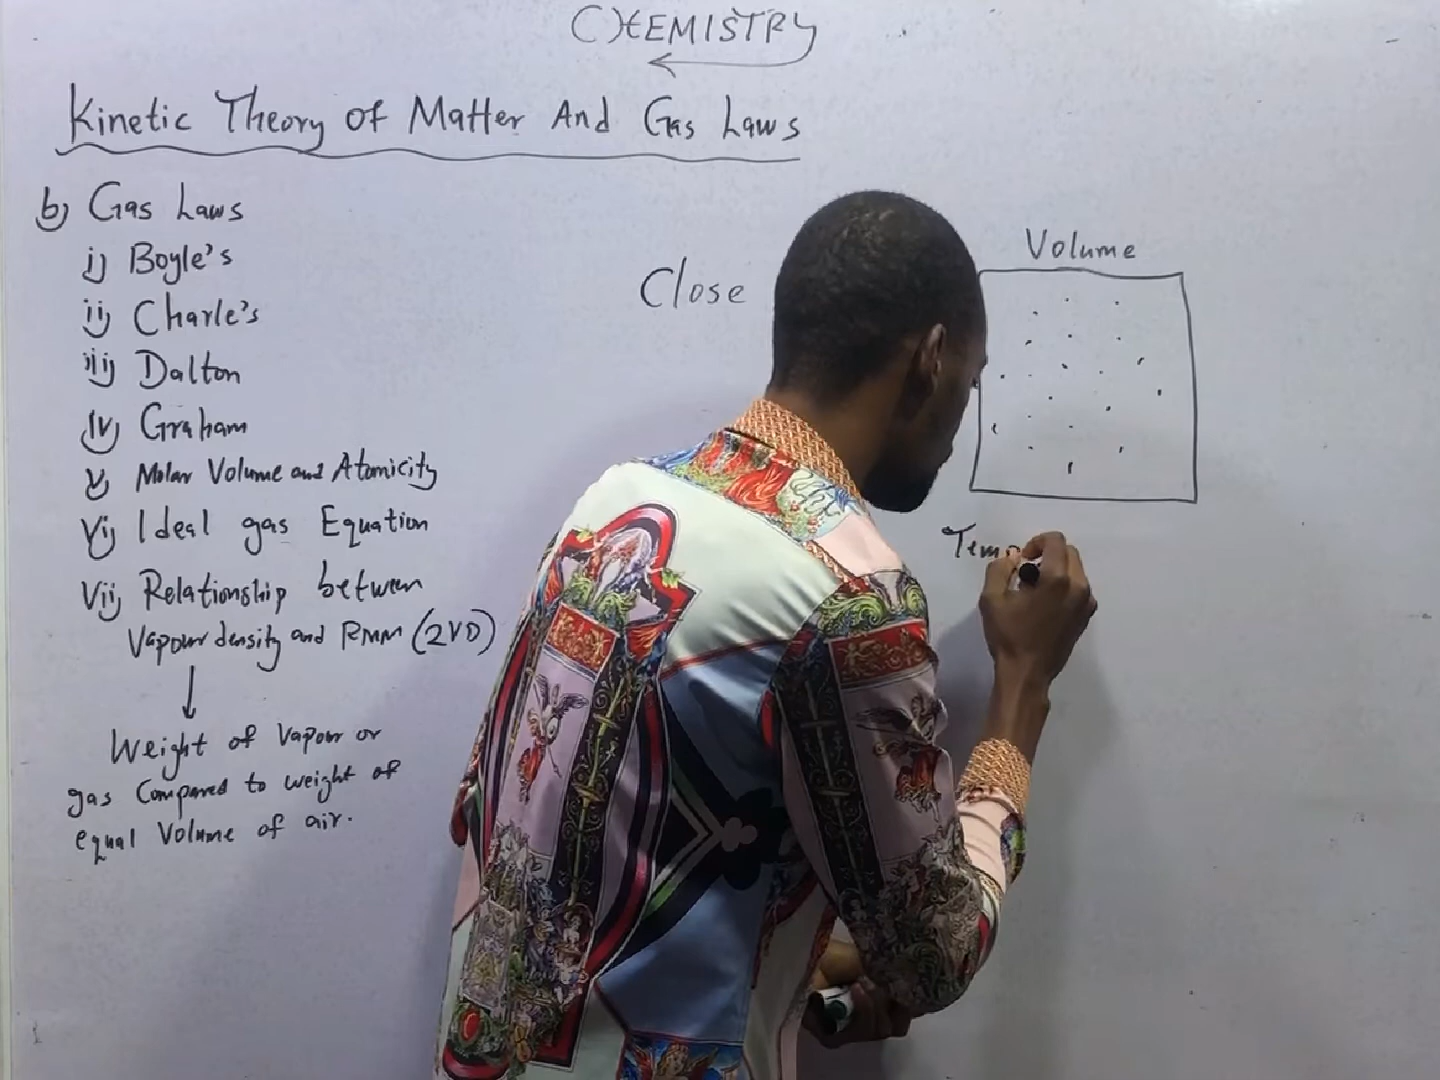 CHEMISTRY
Kinetic Theory Of Matter And Gas Laws
b) Gas Laws
i) Boyle's
ii) Charle's
iii) Dalton
iv) Graham
v) Molar Volume and Atomicity
vi) Ideal gas Equation
vii) Relationship between
Vapour density and RMM (2VD)
Weight of Vapour or
gas Compared to weight of
equal Volume of air.
Close
Volume
Temp